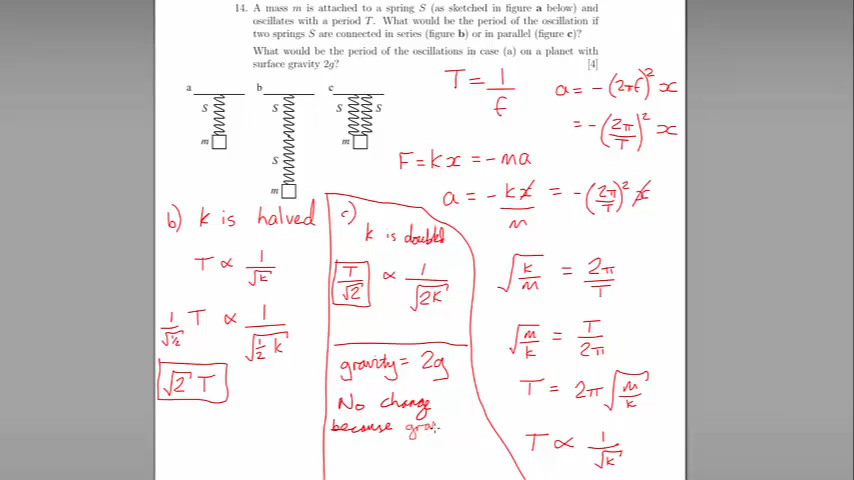 14. A mass m is attached to a spring S (as sketched in figure a below) and
oscillates with a period T. What would be the period of the oscillation if
two springs S are connected in series (figure b) or in parallel (figure c)?
What would be the period of the oscillations in case (a) on a planet with
surface gravity 2g? [4]
a b c
S S S S
m m
S
m
T = 1/f
a = -(2πf)² x
= -(2π/T)² x
F = kx = -ma
a = -kx/m = -(2π/T)² x
√(k/m) = 2π/T
√(m/k) = T/2π
T = 2π √(m/k)
T ∝ 1/√k
b) k is halved
T ∝ 1/√k
1/√½ T ∝ 1/√(½ k)
√2 T
c)
k is doubled
T/√2 ∝ 1/√2k
gravity = 2g
No change
because gra